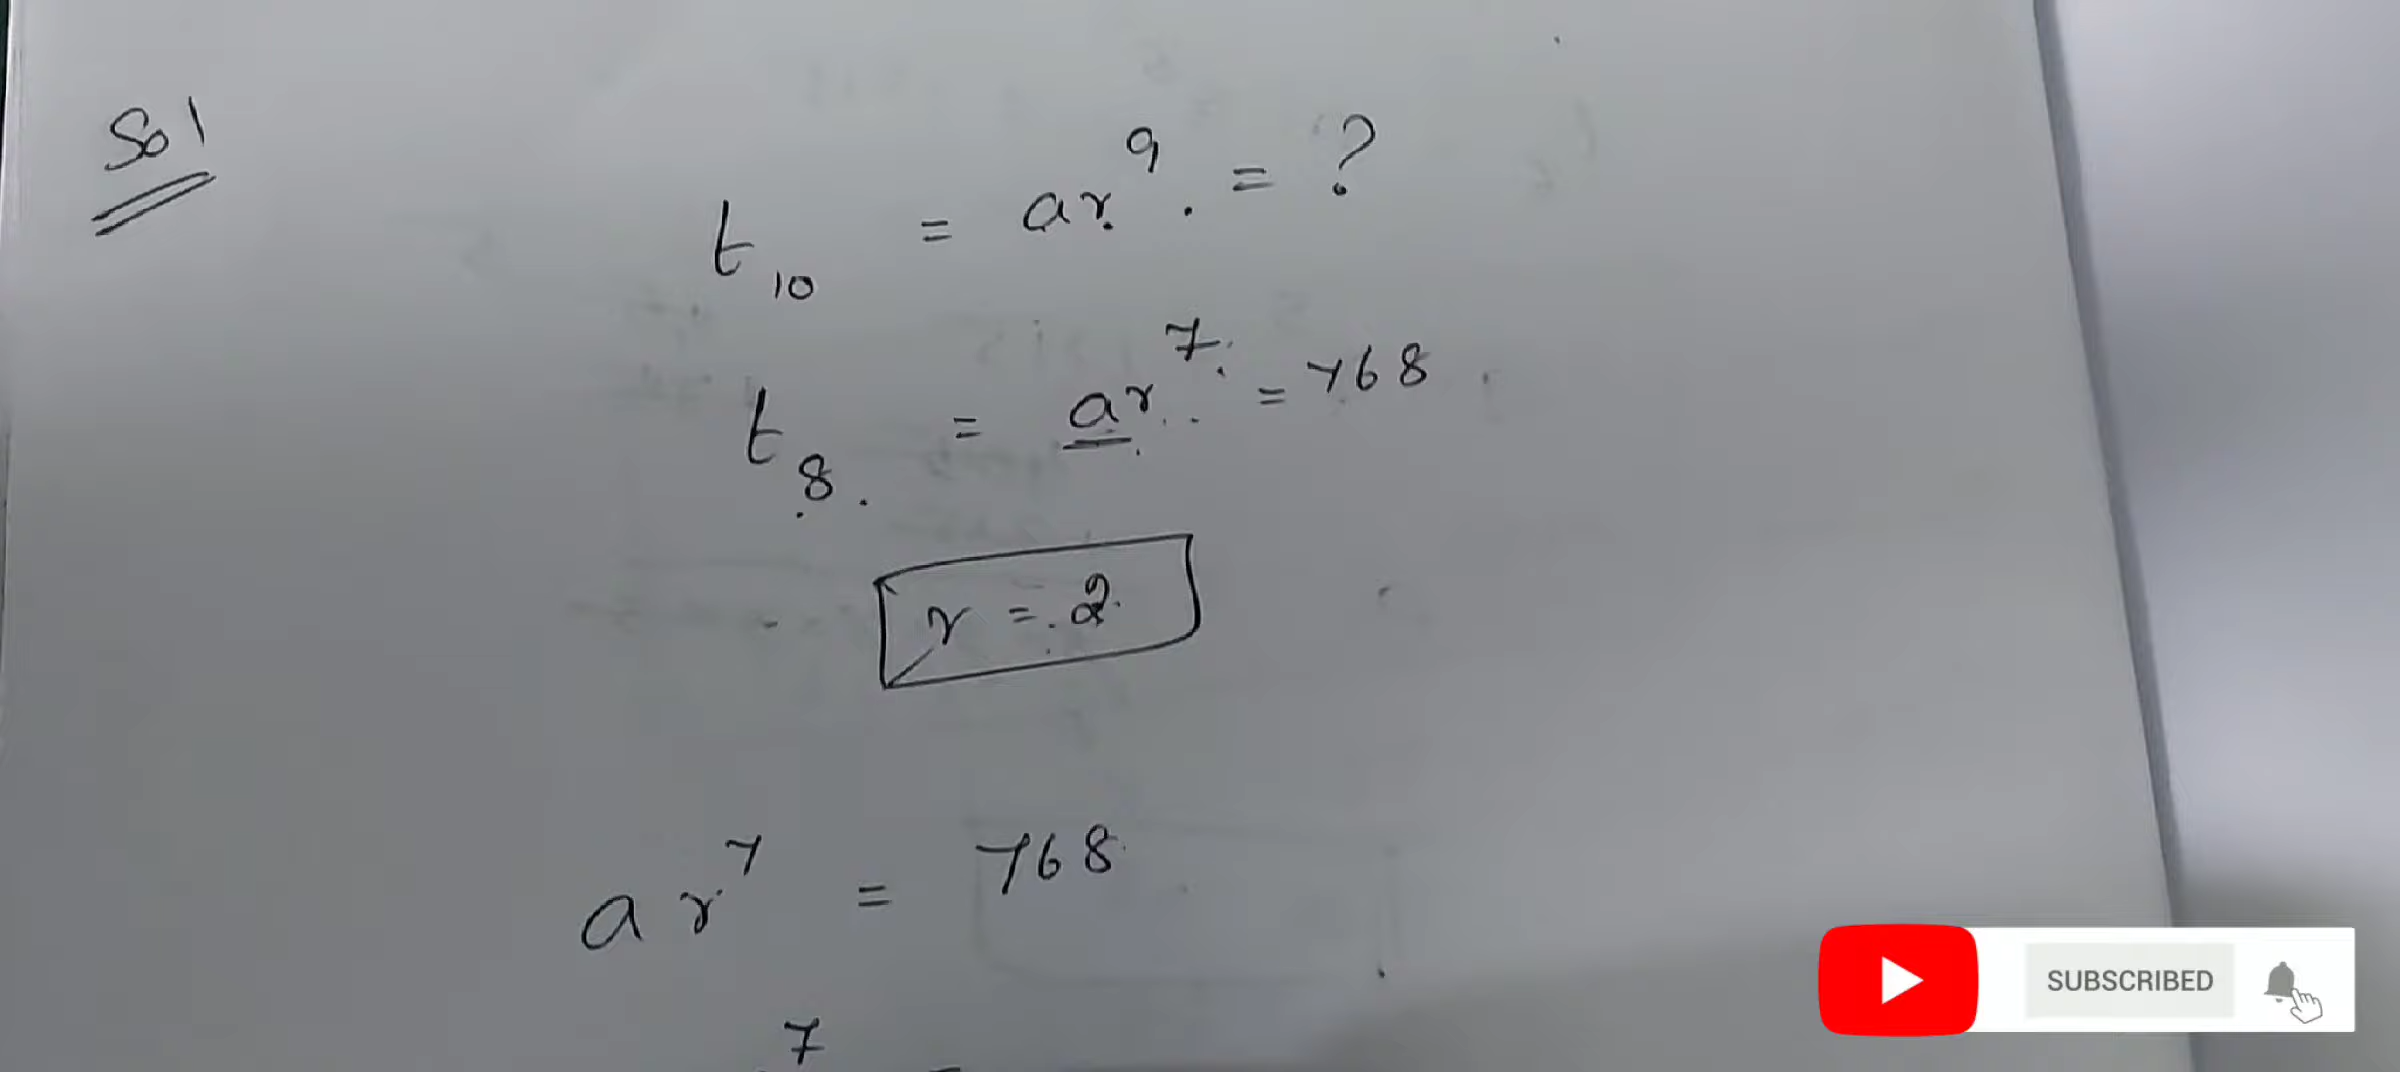 Sol
t₁₀ = ar⁹. = ?
t₈. = ar⁷. = 768
r = 2.
ar⁷ = 768.
7 =
SUBSCRIBED